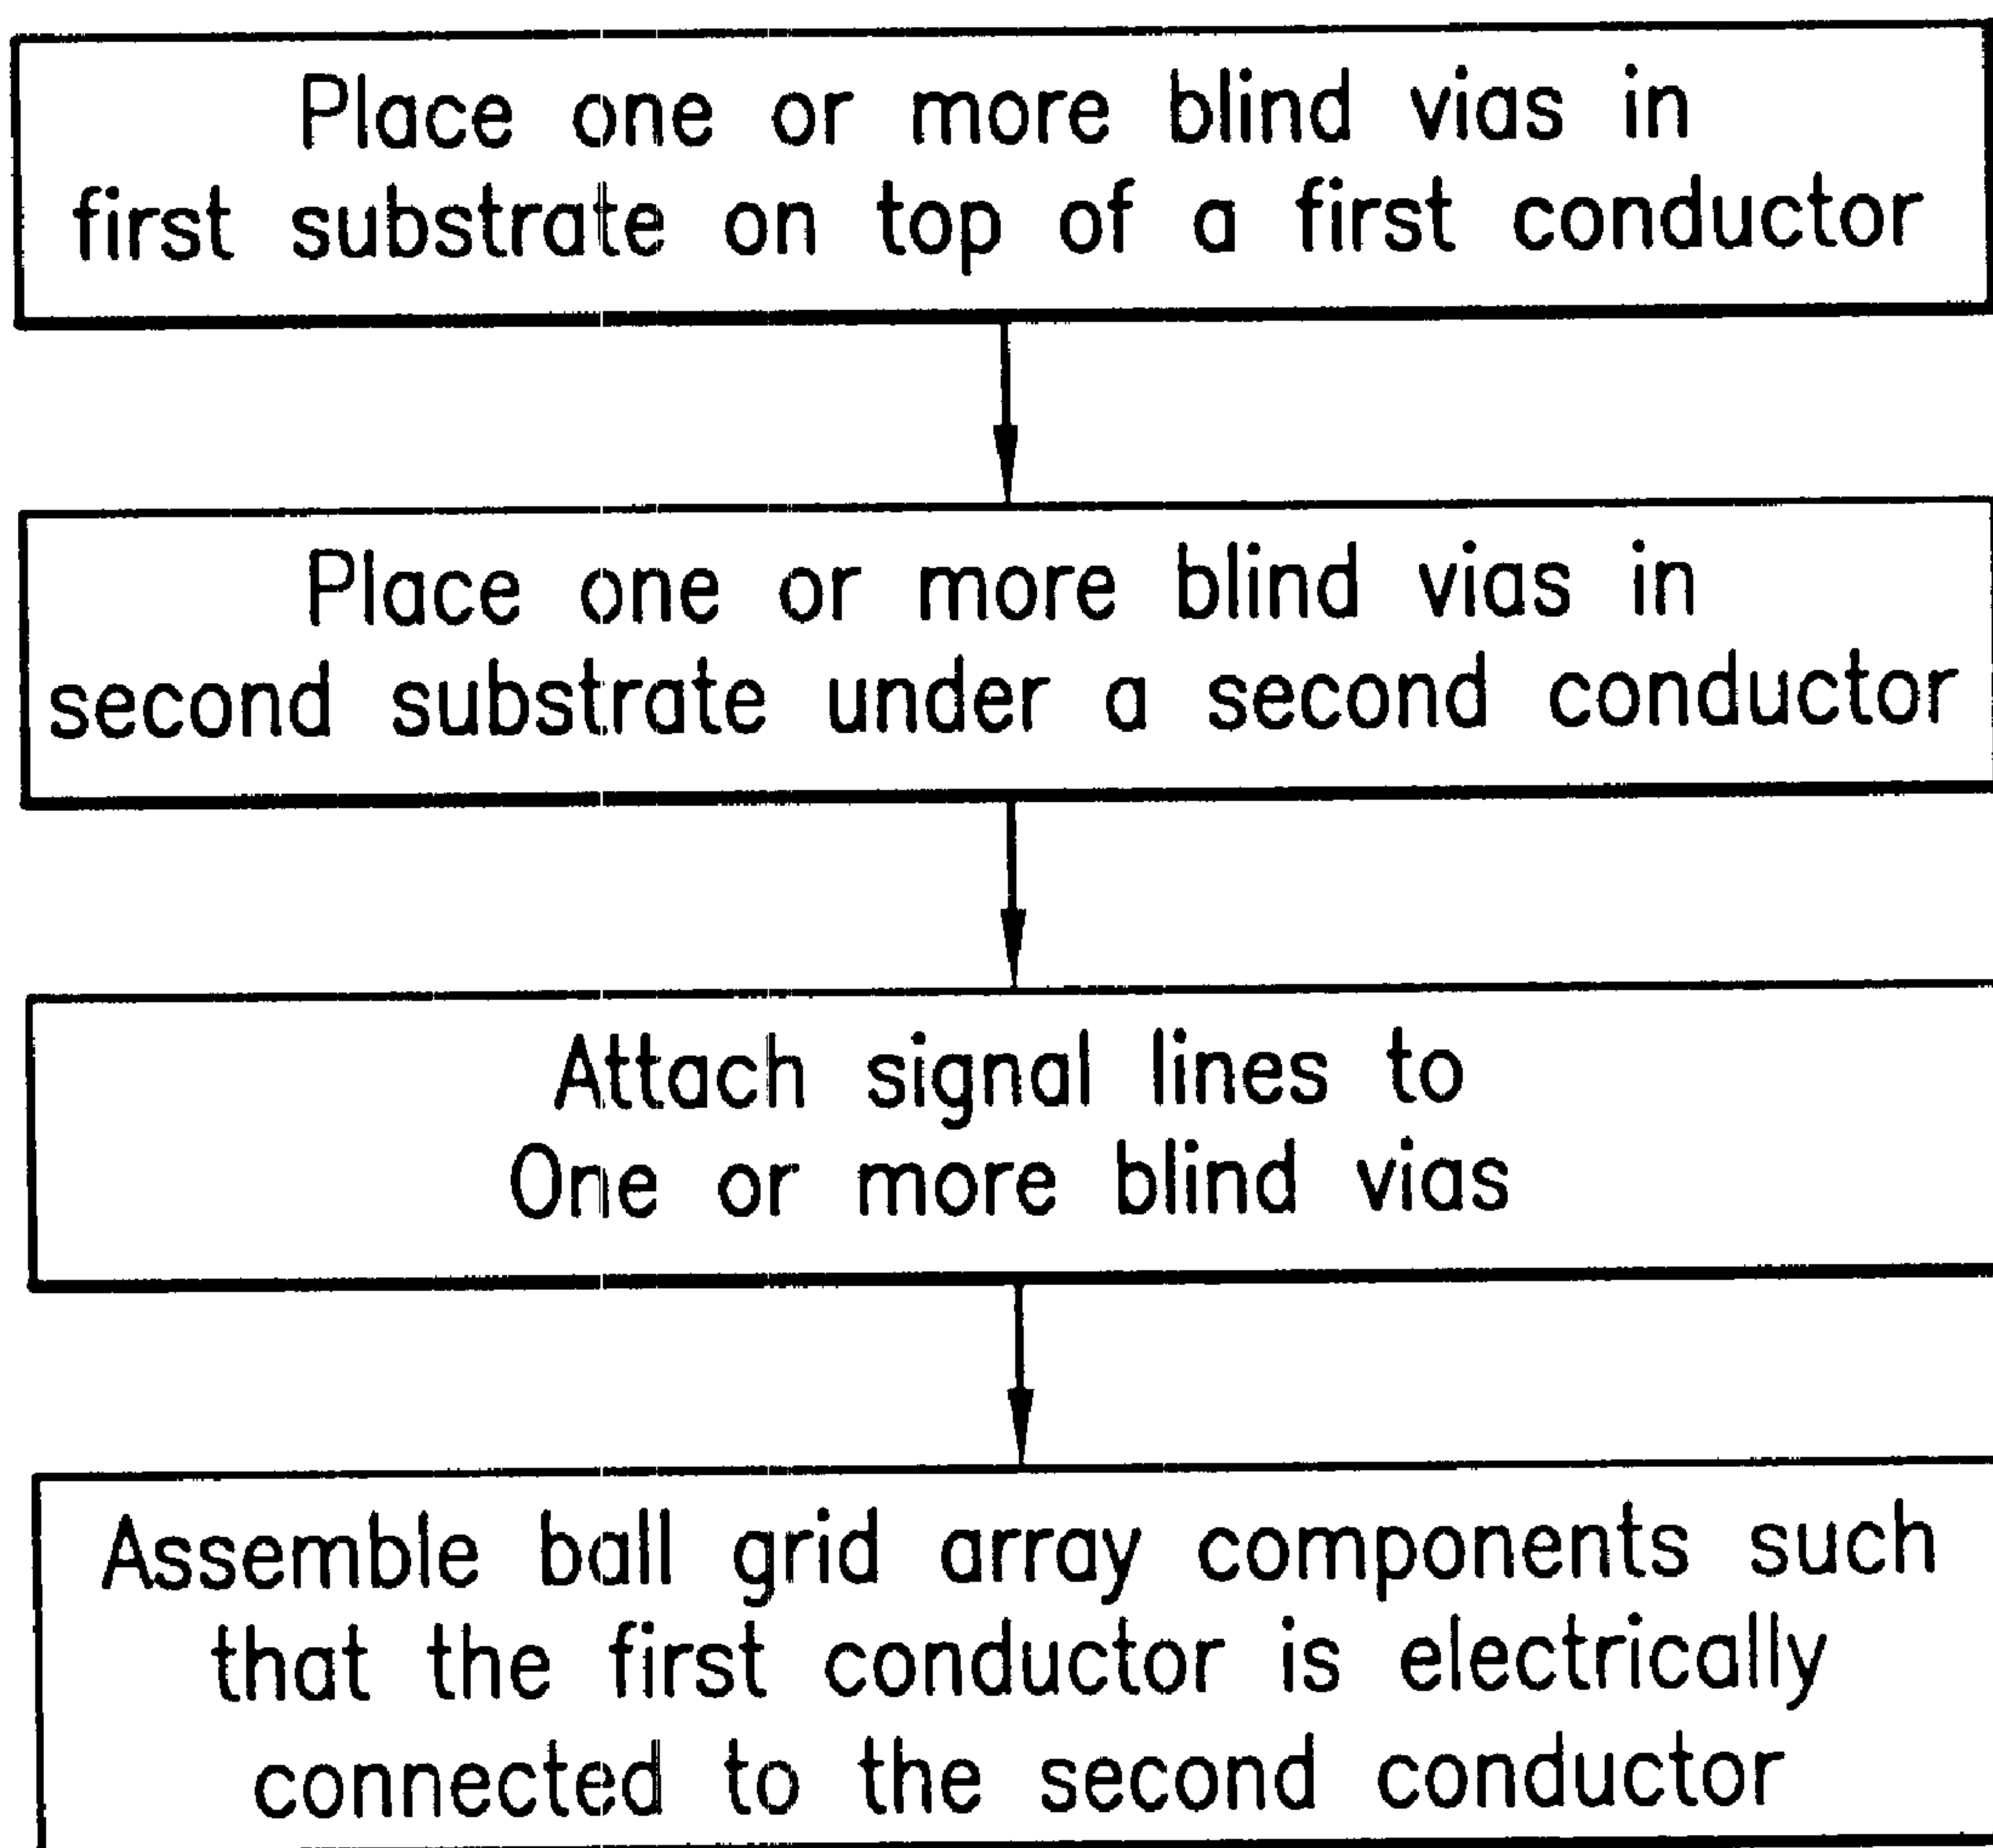 Place one or more blind vias in
first substrate on top of a first conductor
Place one or more blind vias in
second substrate under a second conductor
Attach signal lines to
One or more blind vias
Assemble ball grid array components such
that the first conductor is electrically
connected to the second conductor